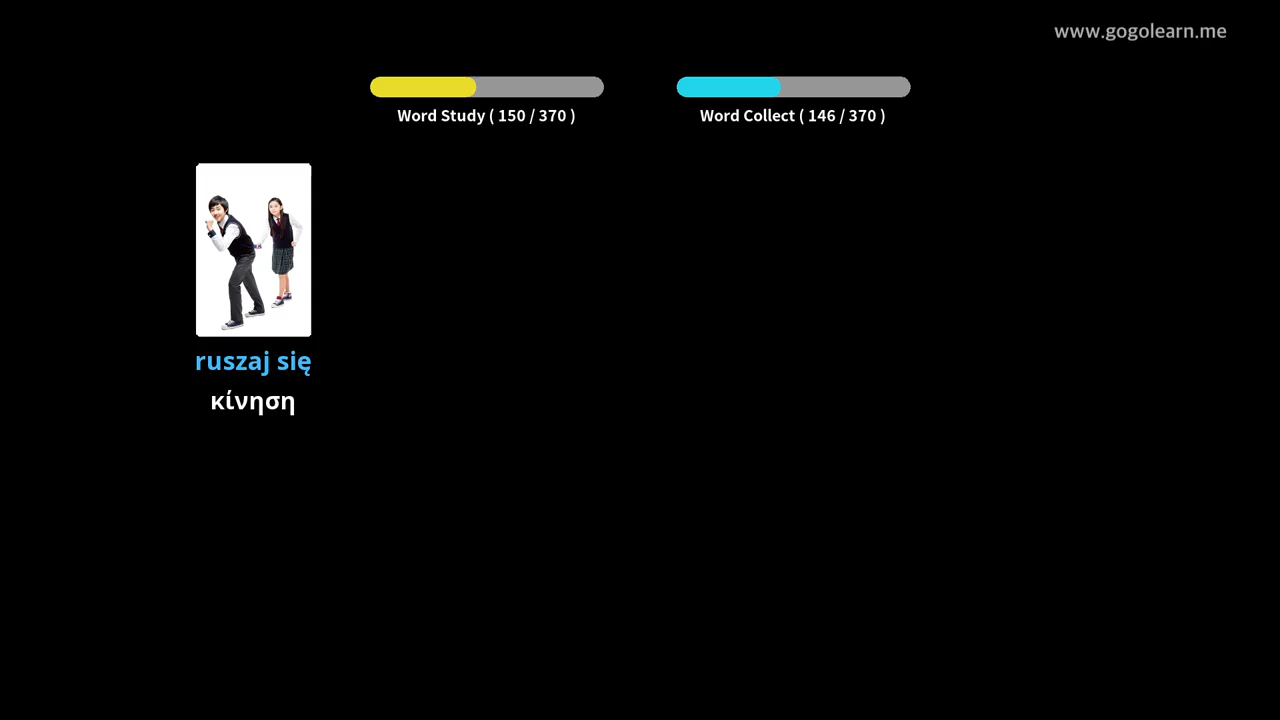 www.gogolearn.me
Word Study ( 150 / 370 )
Word Collect ( 146 / 370 )
ruszaj się
κίνηση